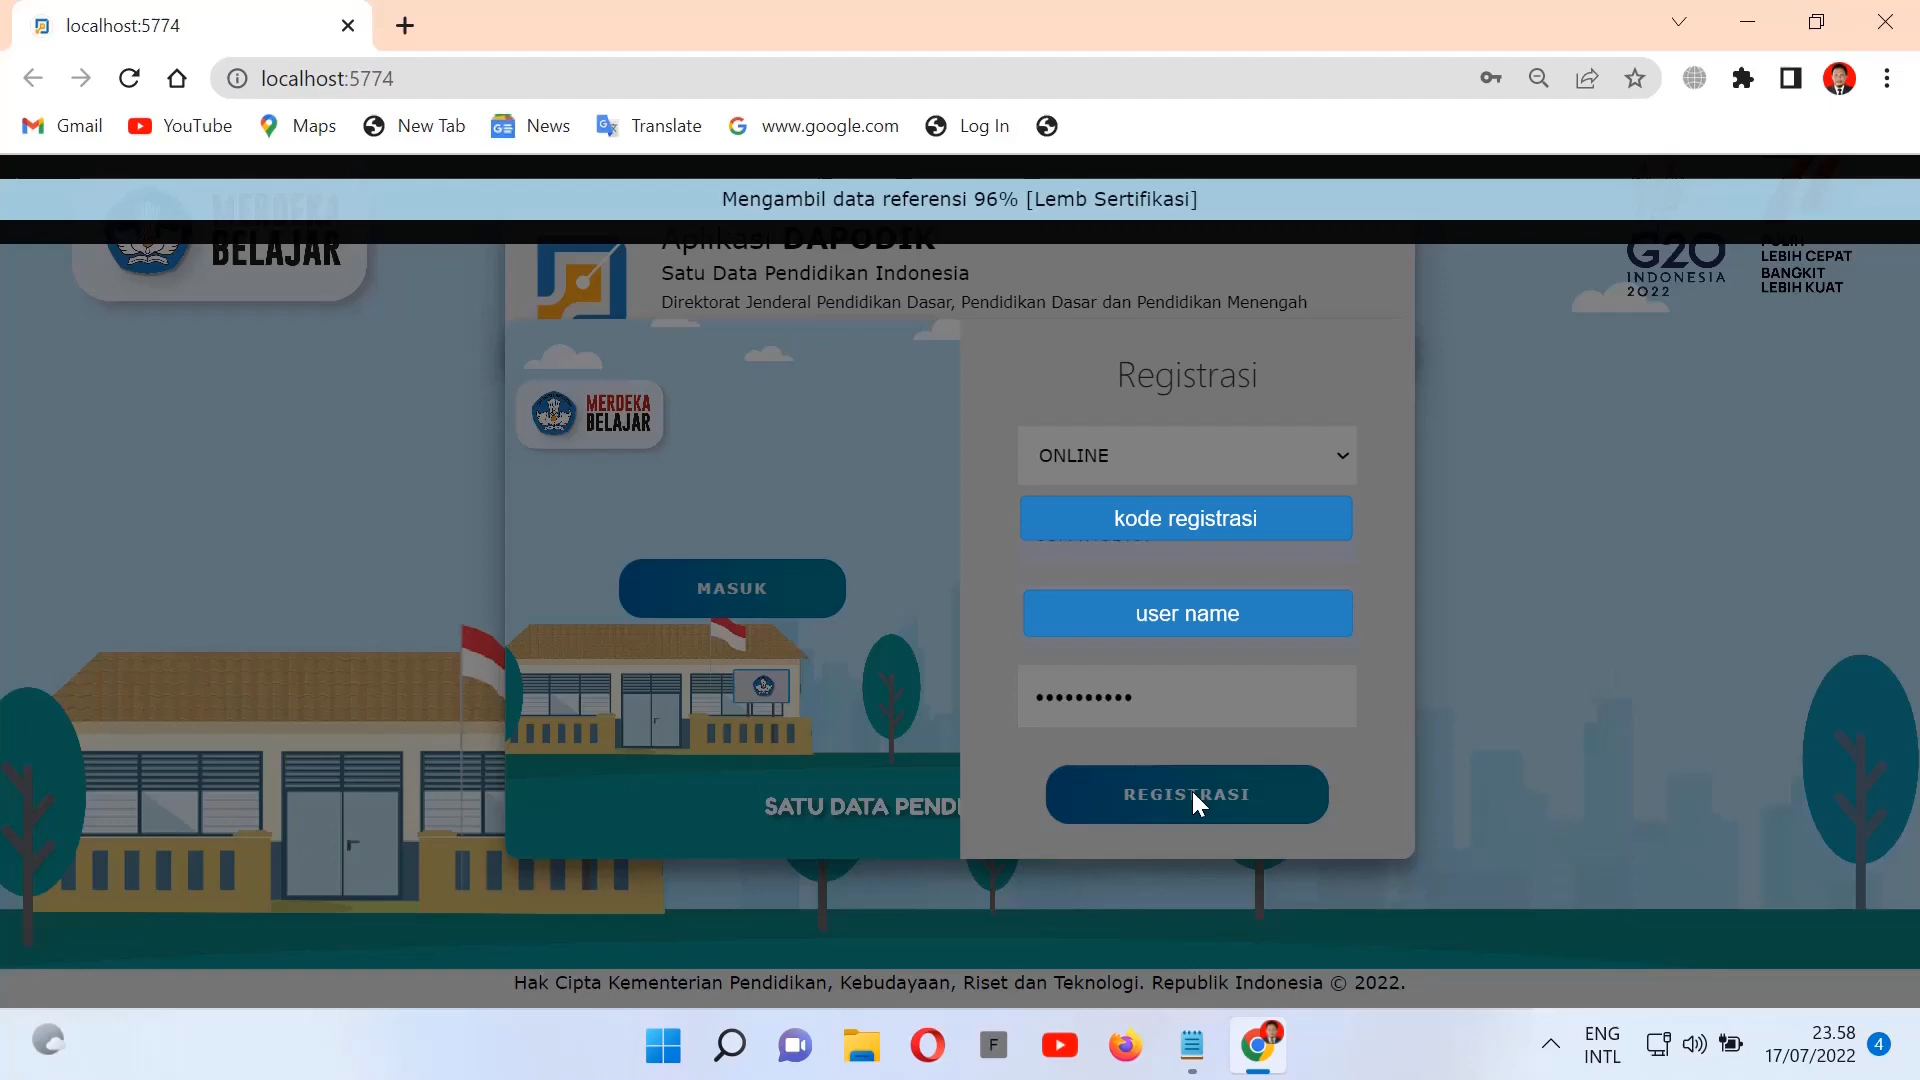 localhost:5774
localhost:5774
Gmail
YouTube
Maps
New Tab
News
Translate
www.google.com
Log In
Mengambil data referensi 96% [Lemb Sertifikasi]
MERDEKA
BELAJAR
Aplikasi DAPODIK
Satu Data Pendidikan Indonesia
Direktorat Jenderal Pendidikan Dasar, Pendidikan Dasar dan Pendidikan Menengah
G20
INDONESIA
2022
PULIH
LEBIH CEPAT
BANGKIT
LEBIH KUAT
MERDEKA
BELAJAR
MASUK
SATU DATA PENDI
Registrasi
ONLINE
kode registrasi
user name
REGISTRASI
Hak Cipta Kementerian Pendidikan, Kebudayaan, Riset dan Teknologi. Republik Indonesia © 2022.
F
ENG
INTL
23.58
17/07/2022
4